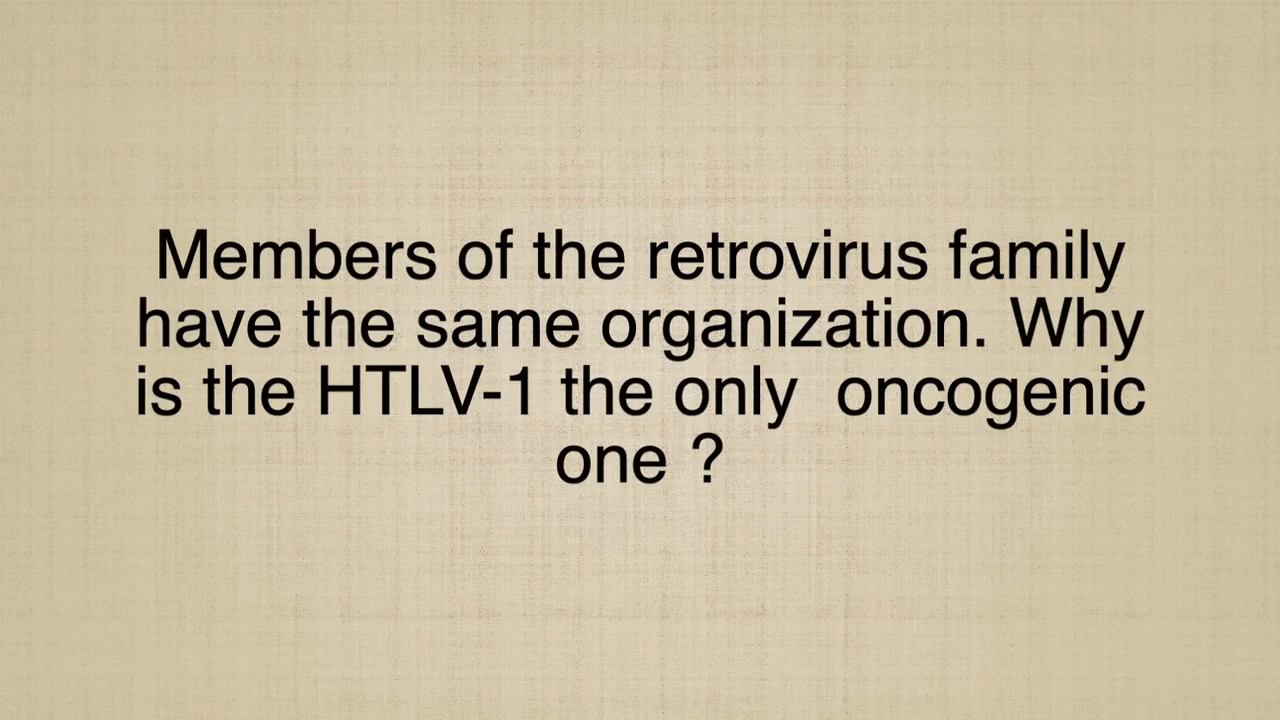 Members of the retrovirus family
have the same organization. Why
is the HTLV-1 the only  oncogenic
one ?